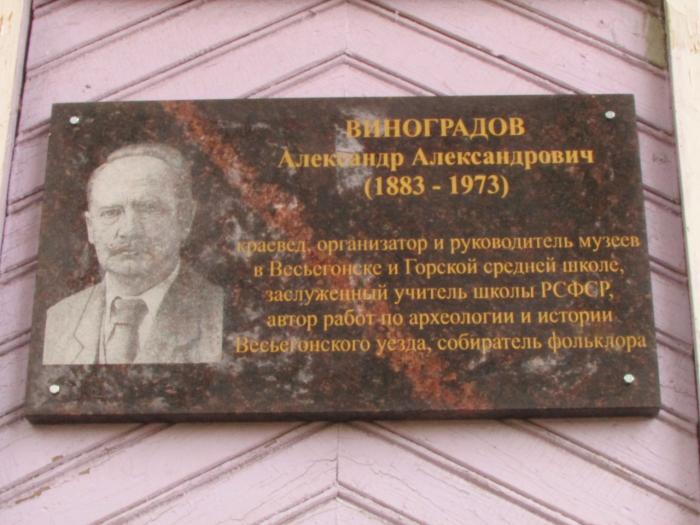 ВИНОГРАДОВ
Александр Александрович
(1883 - 1973)
краевед, организатор и руководитель музеев
в Весьегонске и Горской средней школе,
заслуженный учитель школы РСФСР,
автор работ по археологии и истории
Весьегонского уезда, собиратель фольклора